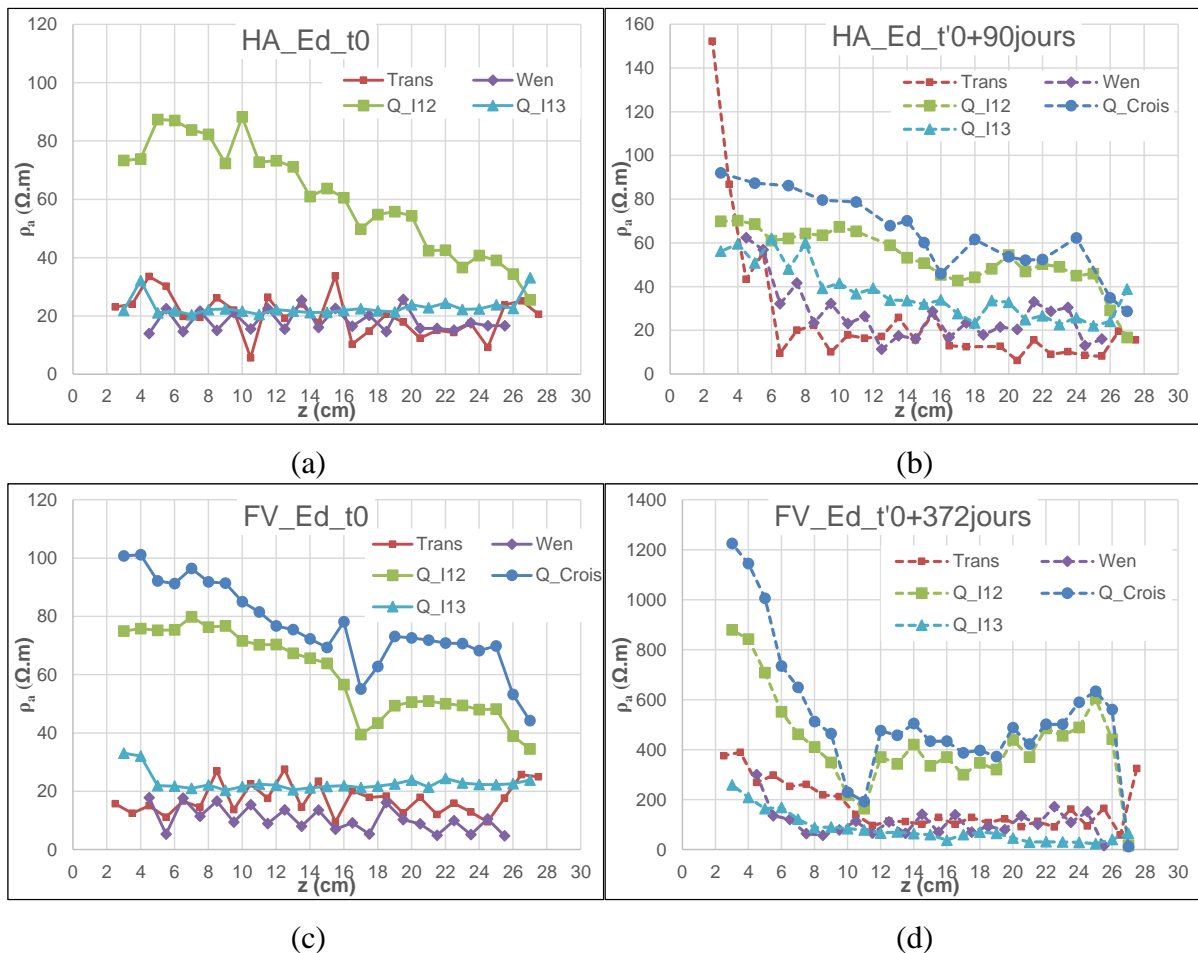 HA_Ed_t0
Trans Wen
Q_I12 Q_I13
120
100
80
60
40
20
0
ρa (Ω.m)
0 2 4 6 8 10 12 14 16 18 20 22 24 26 28 30
z (cm)
(a)
HA_Ed_t'0+90jours
Trans Wen
Q_I12 Q_Crois
Q_I13
160
140
120
100
80
60
40
20
0
ρa (Ω.m)
0 2 4 6 8 10 12 14 16 18 20 22 24 26 28 30
z (cm)
(b)
FV_Ed_t0
Trans Wen
Q_I12 Q_Crois
Q_I13
120
100
80
60
40
20
0
ρa (Ω.m)
0 2 4 6 8 10 12 14 16 18 20 22 24 26 28 30
z (cm)
(c)
FV_Ed_t'0+372jours
Trans Wen
Q_I12 Q_Crois
Q_I13
1400
1200
1000
800
600
400
200
0
ρa (Ω.m)
0 2 4 6 8 10 12 14 16 18 20 22 24 26 28 30
z (cm)
(d)